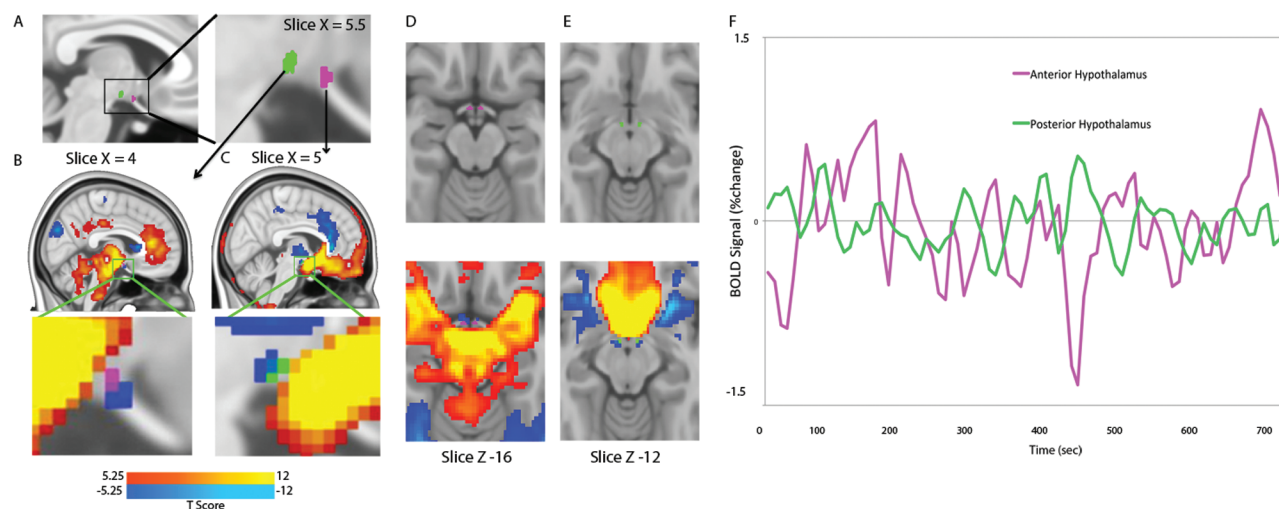 A
Slice X = 5.5
B
Slice X = 4
C
Slice X = 5
5.25
12
-5.25
-12
T Score
D
E
Slice Z -16
Slice Z -12
F
1.5
0
-1.5
BOLD Signal (%change)
Anterior Hypothalamus
Posterior Hypothalamus
0
100
200
300
400
500
600
700
Time (sec)